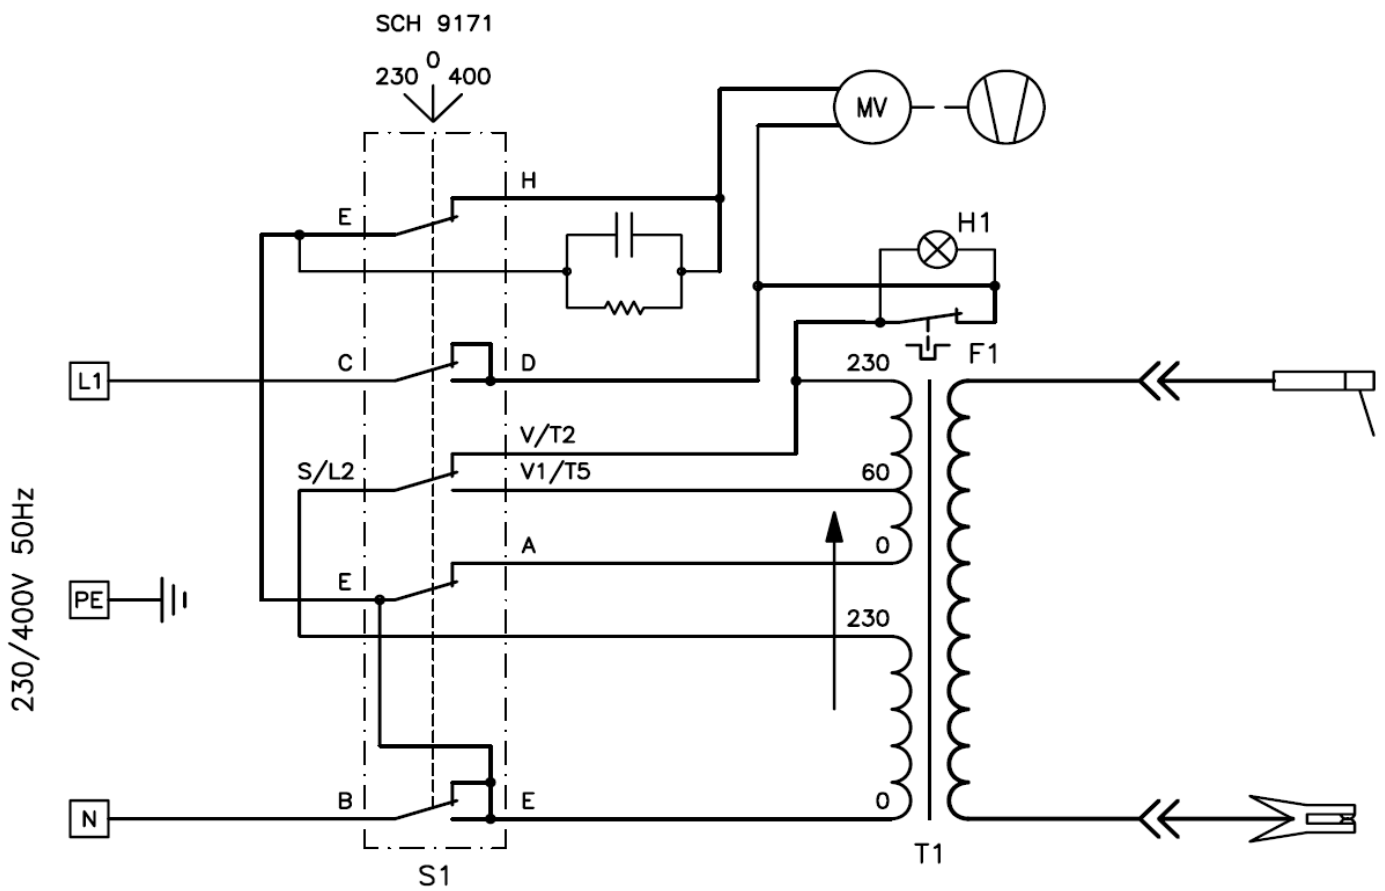 SCH 9171
0
230 400
MV
H
E
H1
F1
L1
C
D
230
V/T2
S/L2
V1/T5
60
A
0
230/400V 50Hz
PE
E
230
N
B
E
0
T1
S1